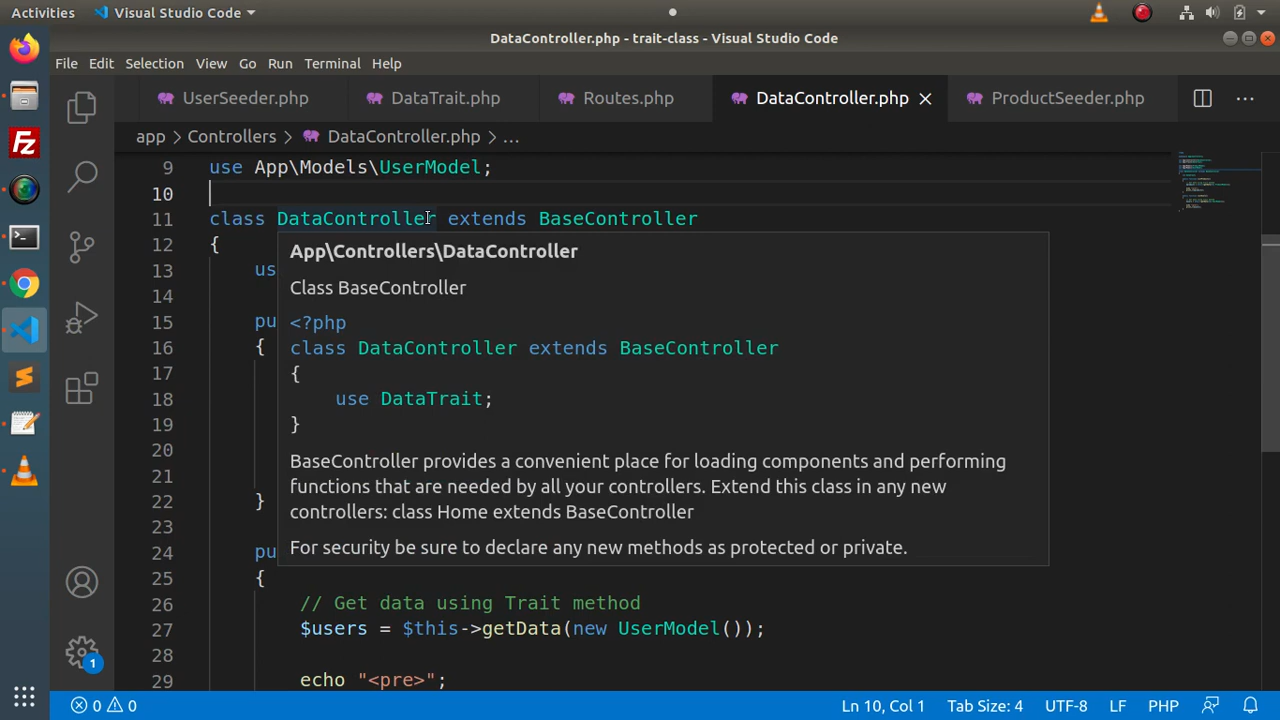 Activities
Visual Studio Code
DataController.php - trait-class - Visual Studio Code
File Edit Selection View Go Run Terminal Help
UserSeeder.php DataTrait.php Routes.php DataController.php ProductSeeder.php
app > Controllers > DataController.php > ...
9 use App\Models\UserModel;
10
11 class DataController extends BaseController
12 {
13 us
14
15 pu
16 {
17
18
19
20
21
22 }
23
24 pu
25 {
26 // Get data using Trait method
27 $users = $this->getData(new UserModel());
28
29 echo "<pre>";
App\Controllers\DataController
Class BaseController
<?php
class DataController extends BaseController
{
use DataTrait;
}
BaseController provides a convenient place for loading components and performing
functions that are needed by all your controllers. Extend this class in any new
controllers: class Home extends BaseController
For security be sure to declare any new methods as protected or private.
Fz
1
0 0 Ln 10, Col 1 Tab Size: 4 UTF-8 LF PHP